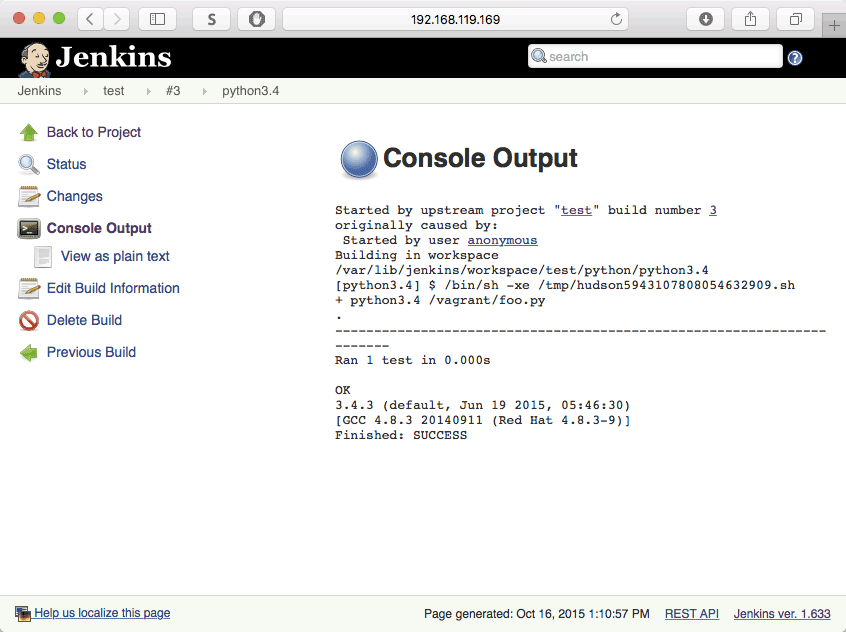 192.168.119.169
S
Jenkins
search
?
Jenkins
test
#3
python3.4
Back to Project
Status
Changes
Console Output
View as plain text
Edit Build Information
Delete Build
Previous Build
Console Output
Started by upstream project "test" build number 3
originally caused by:
Started by user anonymous
Building in workspace
/var/lib/jenkins/workspace/test/python/python3.4
[python3.4] $ /bin/sh -xe /tmp/hudson5943107808054632909.sh
+ python3.4 /vagrant/foo.py
.
---------------------------------------------------------------
-------
Ran 1 test in 0.000s
OK
3.4.3 (default, Jun 19 2015, 05:46:30)
[GCC 4.8.3 20140911 (Red Hat 4.8.3-9)]
Finished: SUCCESS
Help us localize this page
Page generated: Oct 16, 2015 1:10:57 PM
REST API
Jenkins ver. 1.633